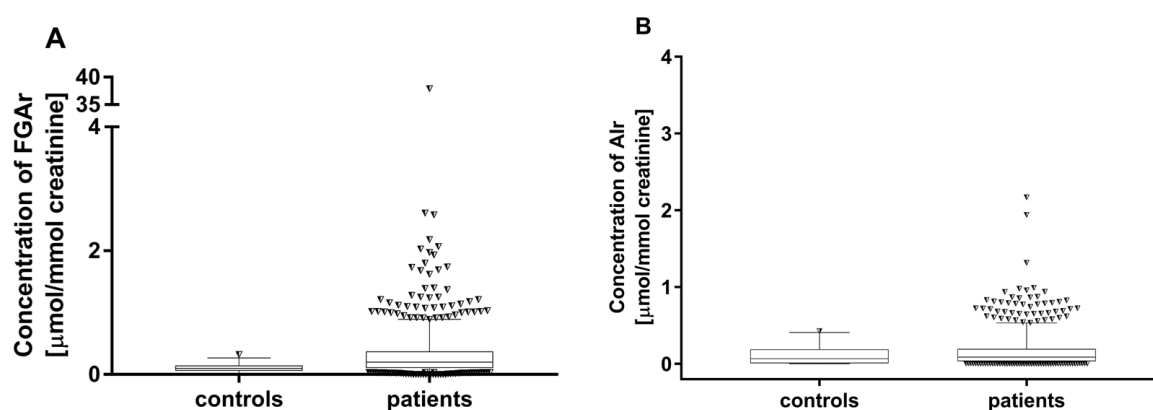 A
Concentration of FGAr
[µmol/mmol creatinine]
40
35
4
2
0
controls
patients
B
Concentration of AIr
[µmol/mmol creatinine]
4
3
2
1
0
controls
patients